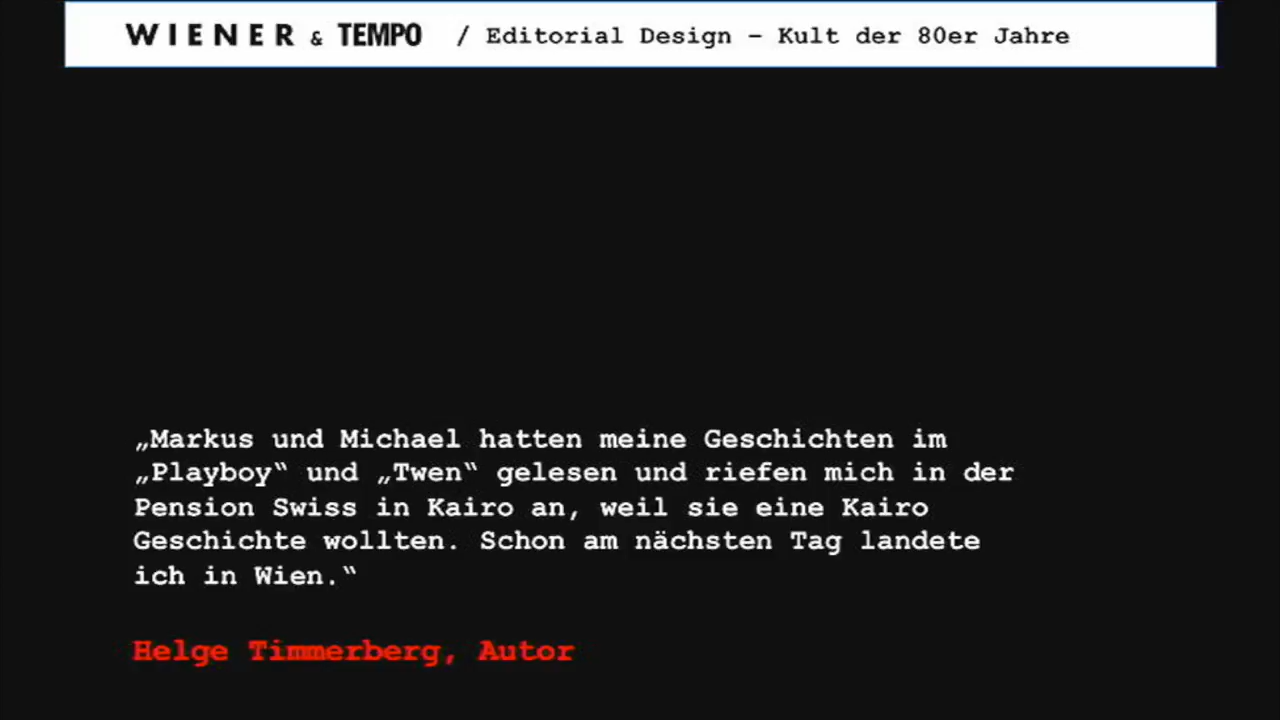 WIENER & TEMPO / Editorial Design – Kult der 80er Jahre
„Markus und Michael hatten meine Geschichten im
„Playboy‟ und „Twen‟ gelesen und riefen mich in der
Pension Swiss in Kairo an, weil sie eine Kairo
Geschichte wollten. Schon am nächsten Tag landete
ich in Wien.‟
Helge Timmerberg, Autor